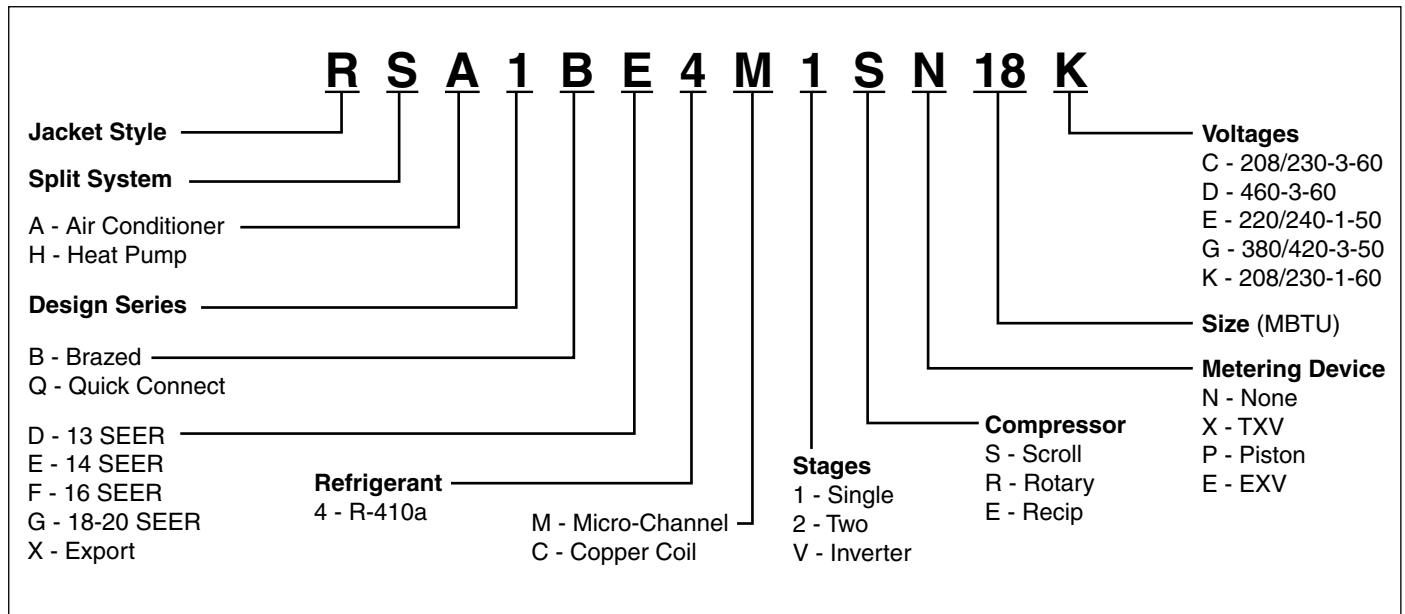 R S A 1 B E 4 M 1 S N 18 K
Jacket Style
Split System
A - Air Conditioner
H - Heat Pump
Design Series
B - Brazed
Q - Quick Connect
D - 13 SEER
E - 14 SEER
F - 16 SEER
G - 18-20 SEER
X - Export
Refrigerant
4 - R-410a
M - Micro-Channel
C - Copper Coil
Stages
1 - Single
2 - Two
V - Inverter
Compressor
S - Scroll
R - Rotary
E - Recip
Voltages
C - 208/230-3-60
D - 460-3-60
E - 220/240-1-50
G - 380/420-3-50
K - 208/230-1-60
Size (MBTU)
Metering Device
N - None
X - TXV
P - Piston
E - EXV